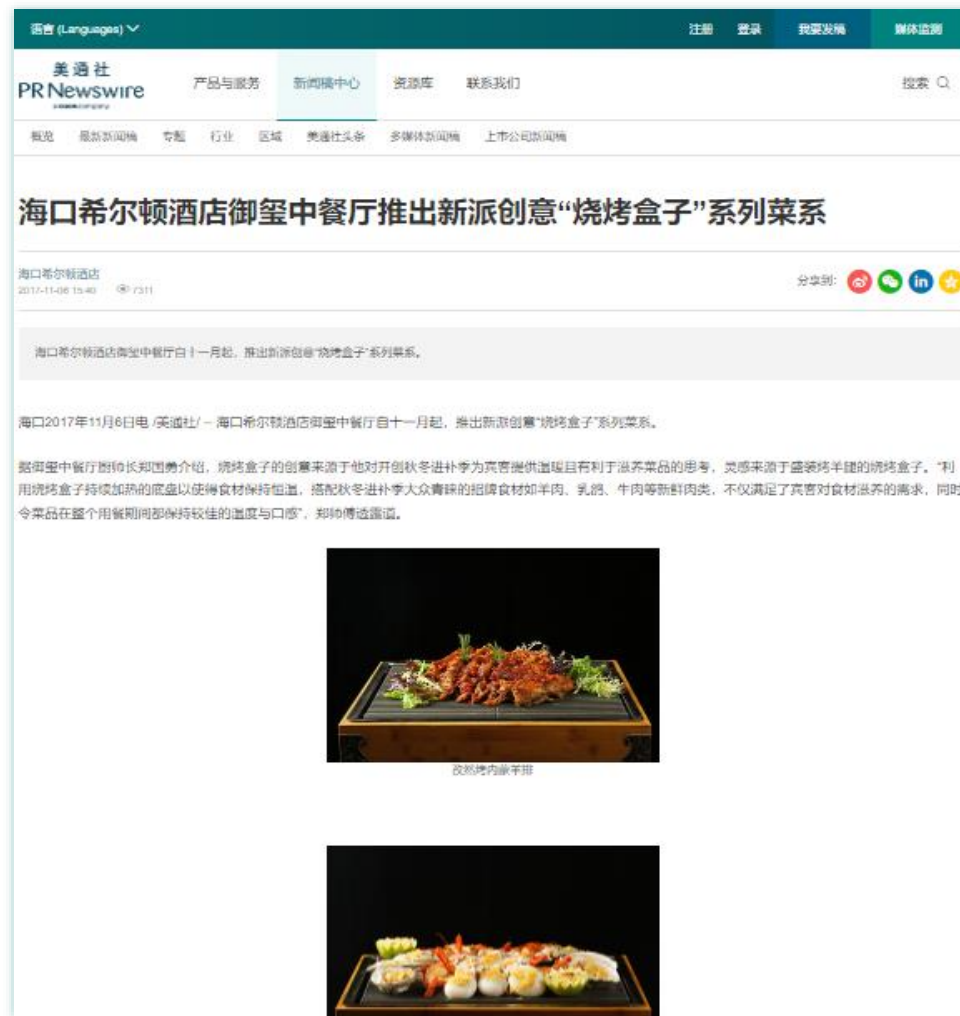 语言 (Languages)
注册
登录
我要发稿
媒体监测
美通社
PR Newswire
产品与服务
新闻稿中心
资源库
联系我们
搜索
概览
最新新闻稿
专题
行业
区域
美通社头条
多媒体新闻稿
上市公司新闻稿
海口希尔顿酒店御玺中餐厅推出新派创意“烧烤盒子”系列菜系
海口希尔顿酒店
2017-11-06 15:40
7311
分享到:
海口希尔顿酒店御玺中餐厅自十一月起，推出新派创意“烧烤盒子”系列菜系。
海口2017年11月6日电 /美通社/ -- 海口希尔顿酒店御玺中餐厅自十一月起，推出新派创意“烧烤盒子”系列菜系。
据御玺中餐厅厨师长郑国勇介绍，烧烤盒子的创意来源于他对开创秋冬进补季为宾客提供温暖且有利于滋养菜品的思考，灵感来源于盛装烤羊腿的烧烤盒子。“利
用烧烤盒子持续加热的底盘以使得食材保持恒温，搭配秋冬进补季大众青睐的招牌食材如羊肉、乳鸽、牛肉等新鲜肉类，不仅满足了宾客对食材滋养的需求，同时
令菜品在整个用餐期间都保持较佳的温度与口感”，郑师傅透露道。
孜然烤内蒙羊排